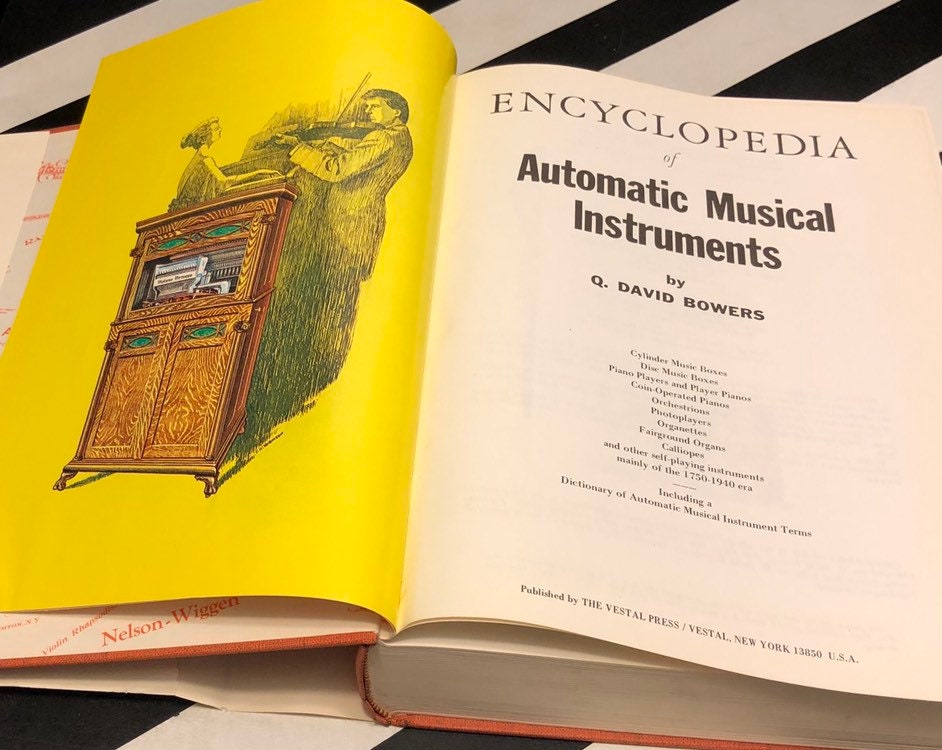 ENCYCLOPEDIA
of
Automatic Musical
Instruments
by
Q. DAVID BOWERS
Cylinder Music Boxes
Disc Music Boxes
Piano Players and Player Pianos
Coin-Operated Pianos
Orchestrions
Photoplayers
Organettes
Fairground Organs
Calliopes
and other self-playing instruments
mainly of the 1750-1940 era
Including a
Dictionary of Automatic Musical Instrument Terms
Published by THE VESTAL PRESS / VESTAL, NEW YORK 13850 U.S.A.
N.Y
Violin, Rhapsodist
Nelson-Wiggen